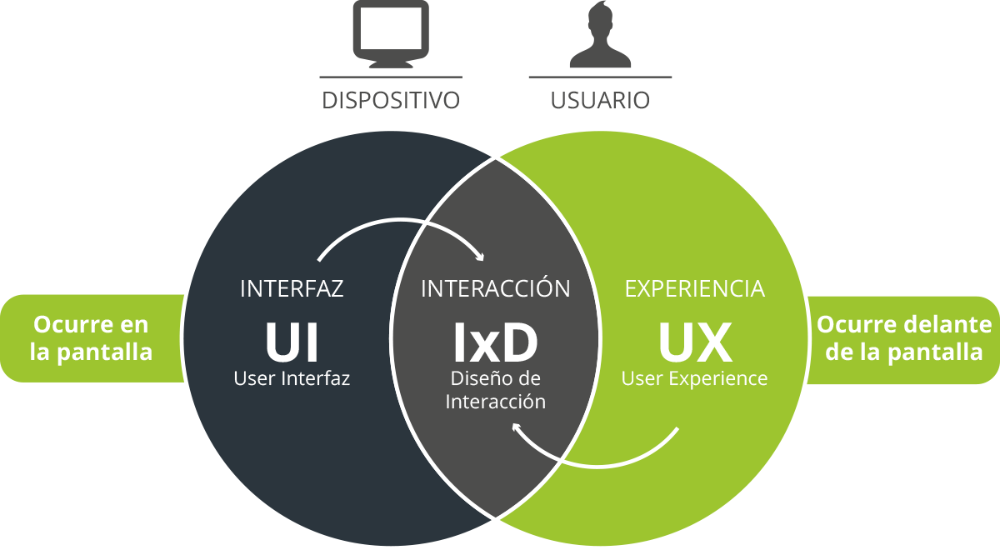 DISPOSITIVO
USUARIO
Ocurre en
la pantalla
INTERFAZ
UI
User Interfaz
INTERACCIÓN
IxD
Diseño de
Interacción
EXPERIENCIA
UX
User Experience
Ocurre delante
de la pantalla